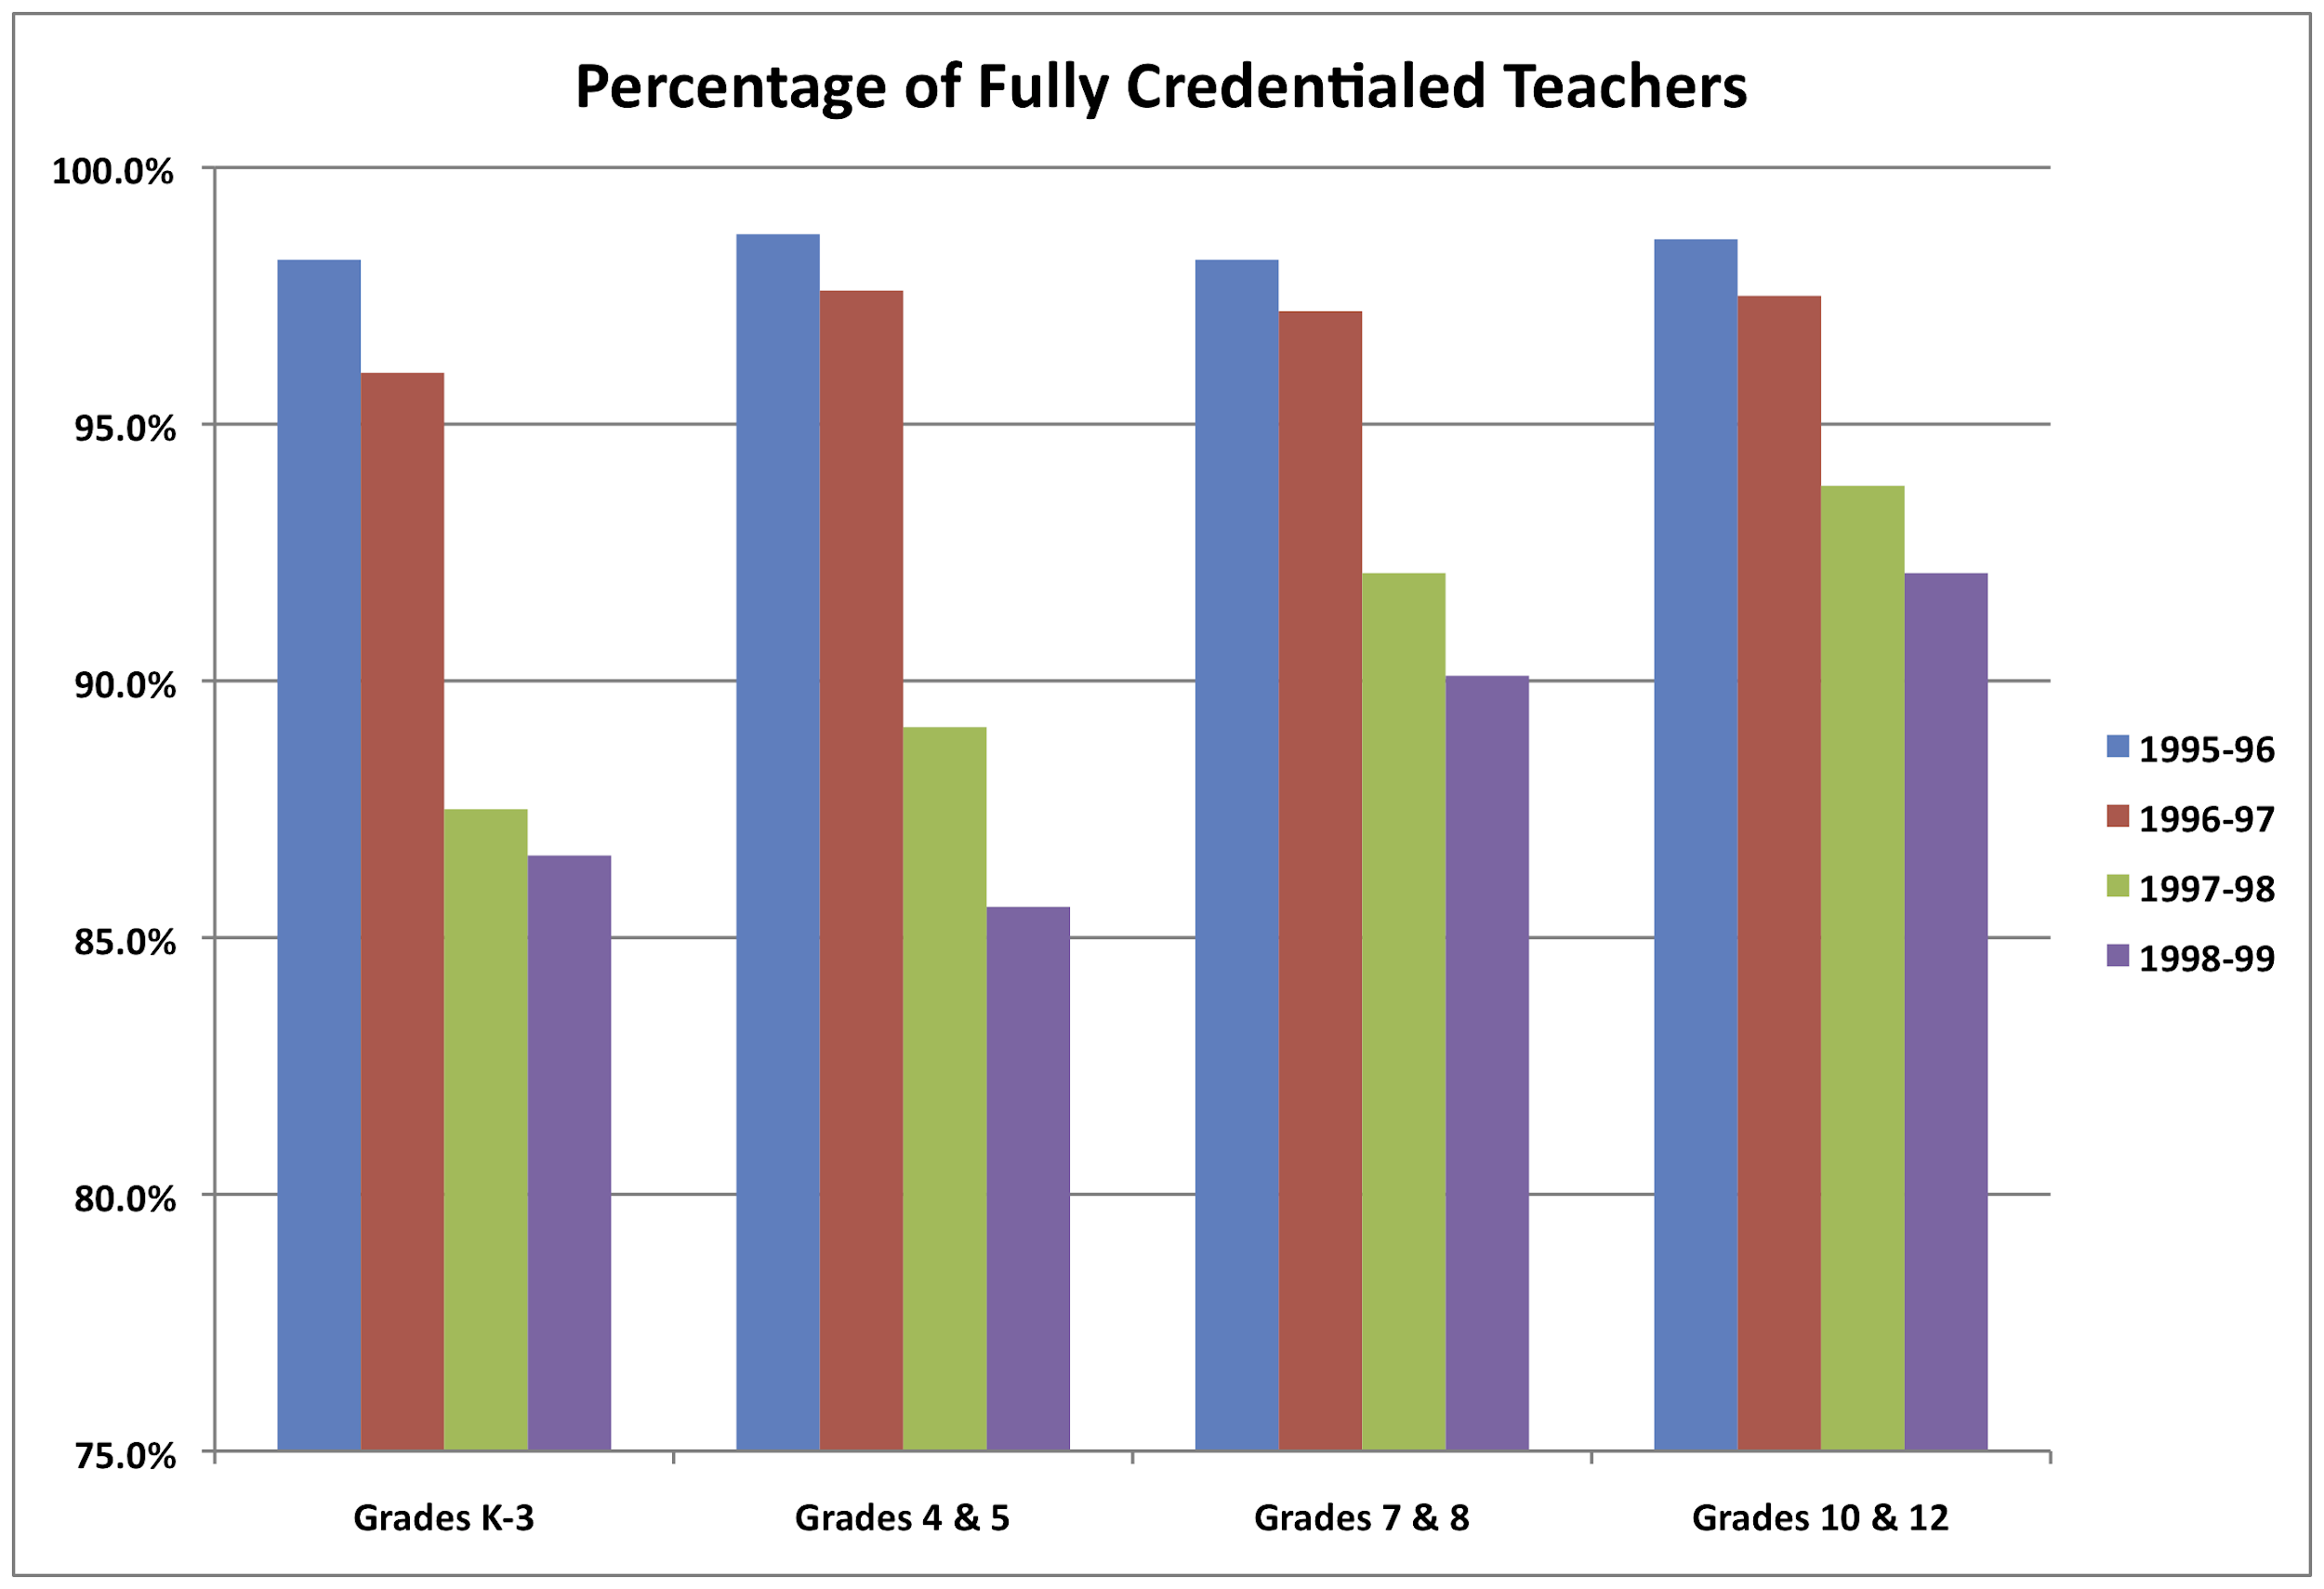 Percentage of Fully Credentialed Teachers
100.0%
95.0%
90.0%
85.0%
80.0%
75.0%
Grades K-3
Grades 4 & 5
Grades 7 & 8
Grades 10 & 12
1995-96
1996-97
1997-98
1998-99